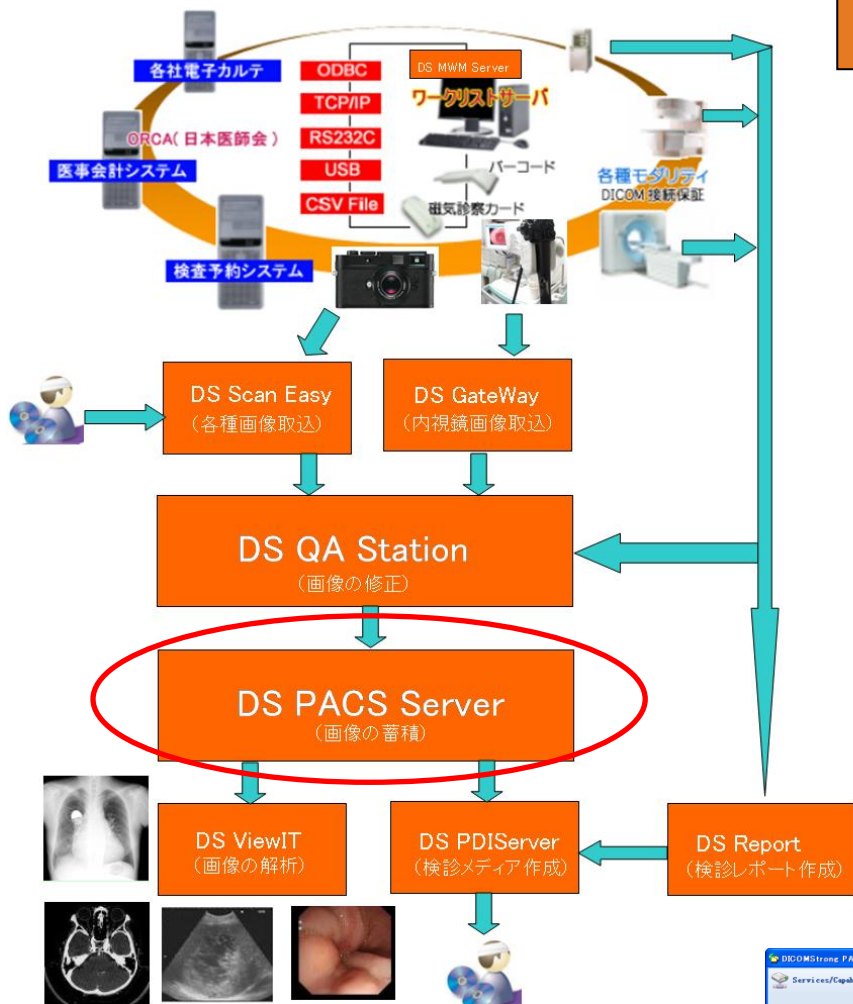 各社電子カルテ
ODBC
DS MWM Server
TCP/IP
ワークリストサーバ
ORCA(日本医師会)
RS232C
医事会計システム
USB
バーコード
各種モダリティ
DICOM 接続保証
CSV File
磁気診察カード
検査予約システム
DS Scan Easy
(各種画像取込)
DS GateWay
(内視鏡画像取込)
DS QA Station
(画像の修正)
DS PACS Server
(画像の蓄積)
DS ViewIT
(画像の解析)
DS PDIServer
(検診メディア作成)
DS Report
(検診レポート作成)
DICOMStrong PA